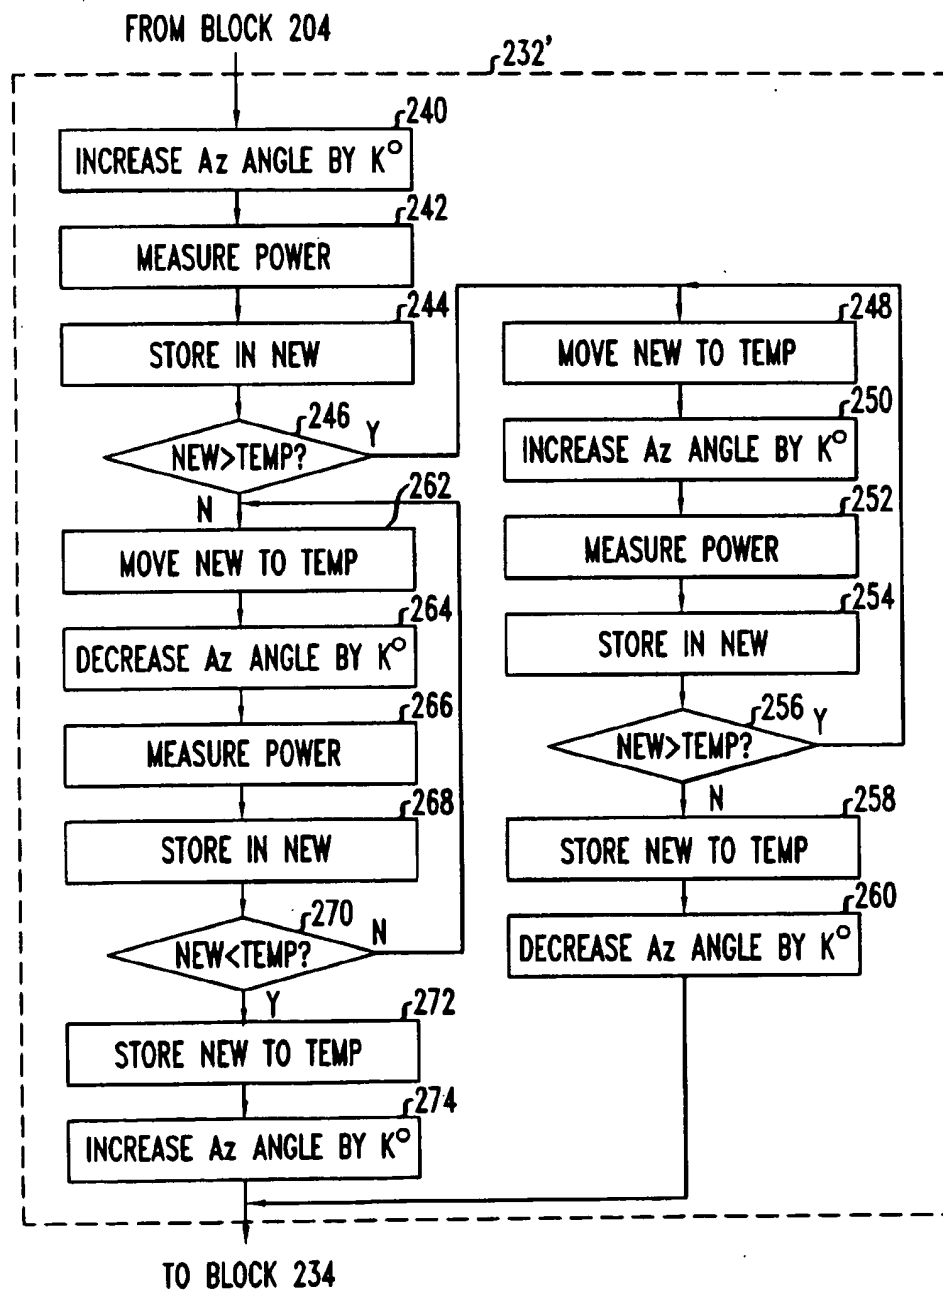 FROM BLOCK 204
232'
240
INCREASE Az ANGLE BY K°
242
MEASURE POWER
244
STORE IN NEW
246
NEW>TEMP?
Y
N
262
MOVE NEW TO TEMP
264
DECREASE Az ANGLE BY K°
266
MEASURE POWER
268
STORE IN NEW
270
NEW<TEMP?
N
Y
272
STORE NEW TO TEMP
274
INCREASE Az ANGLE BY K°
248
MOVE NEW TO TEMP
250
INCREASE Az ANGLE BY K°
252
MEASURE POWER
254
STORE IN NEW
256
NEW>TEMP?
Y
N
258
STORE NEW TO TEMP
260
DECREASE Az ANGLE BY K°
TO BLOCK 234